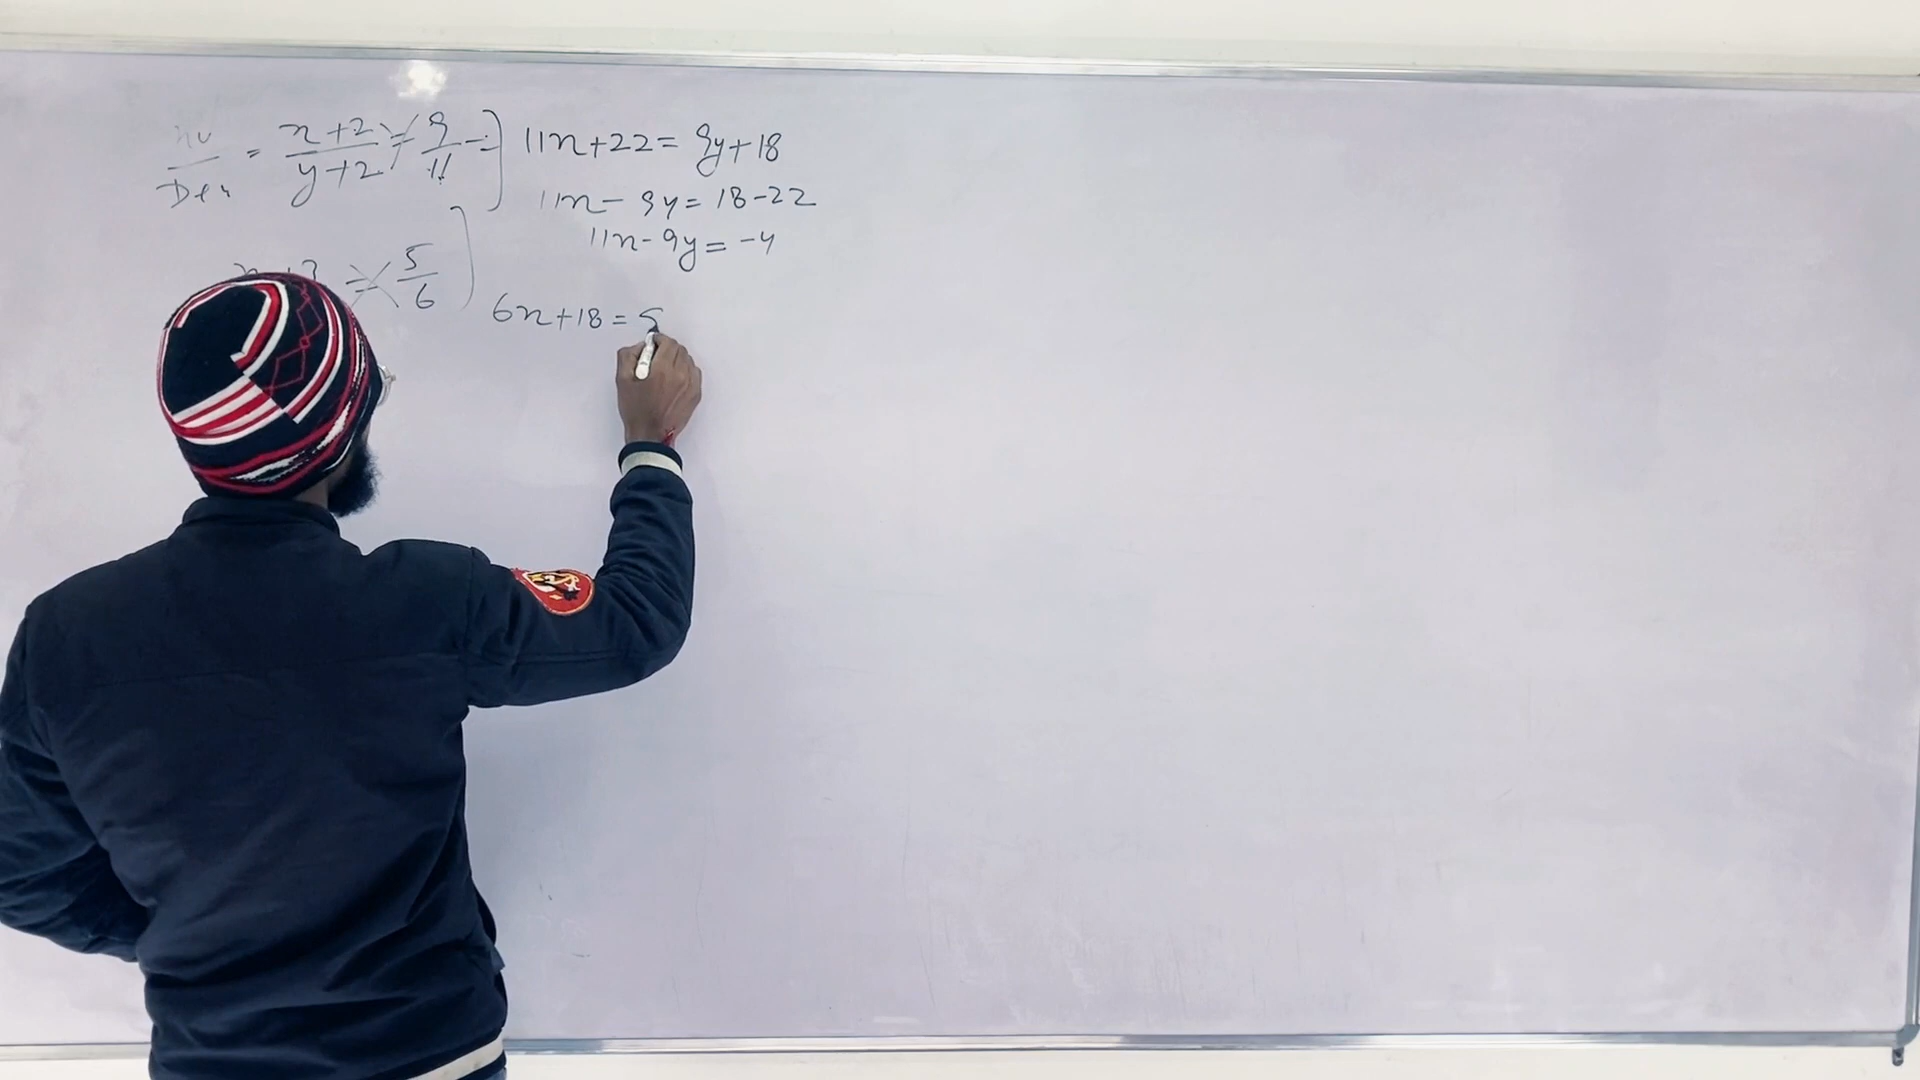 Nu/Den = x+2/y+2 = 9/11 ⇒ 11x+22 = 9y+18
11x - 9y = 18-22
11x - 9y = -4
x+3 = 5/6
6x+18 = 5